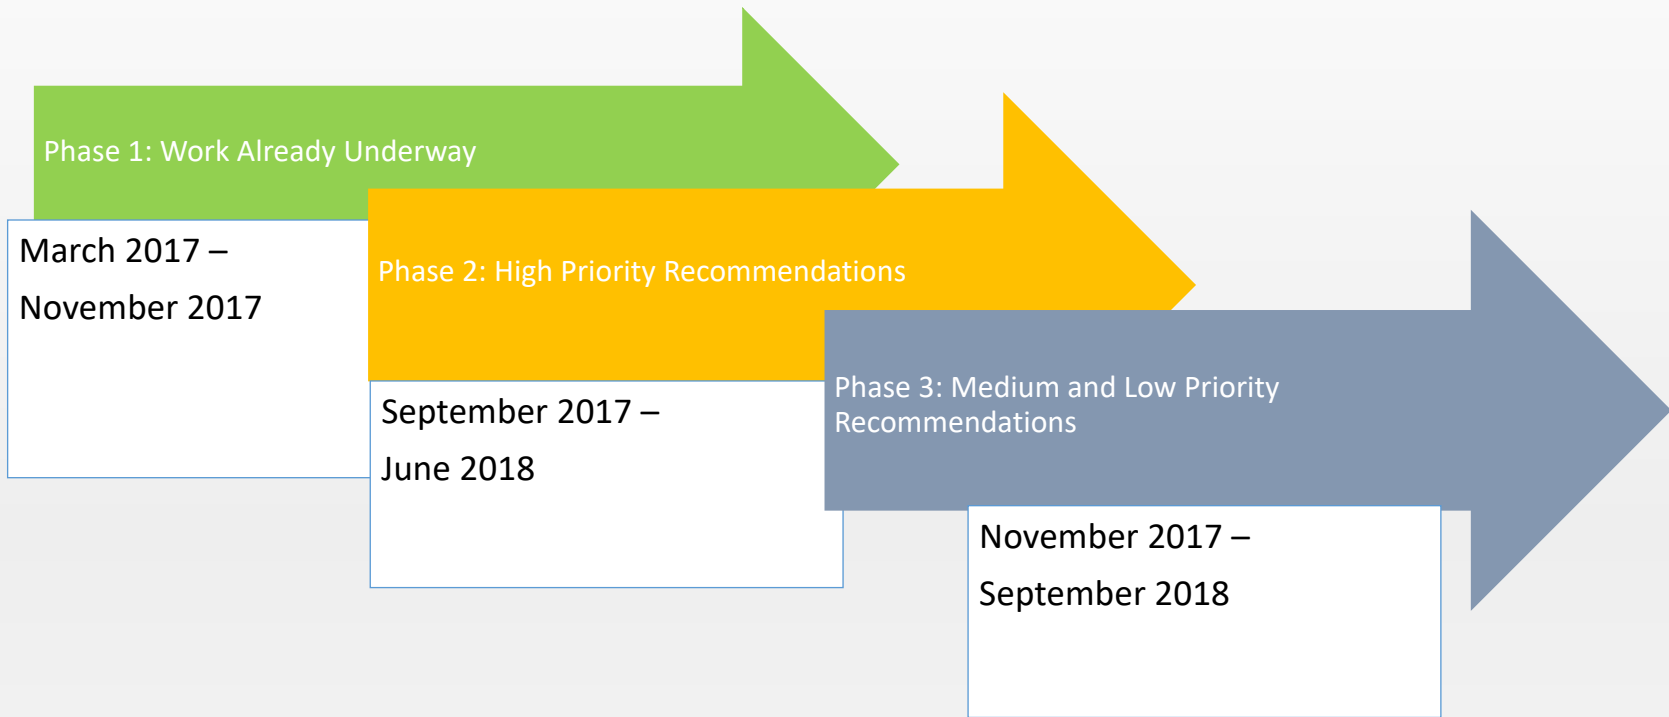 Phase 1: Work Already Underway
March 2017 –
November 2017
Phase 2: High Priority Recommendations
September 2017 –
June 2018
Phase 3: Medium and Low Priority
Recommendations
November 2017 –
September 2018